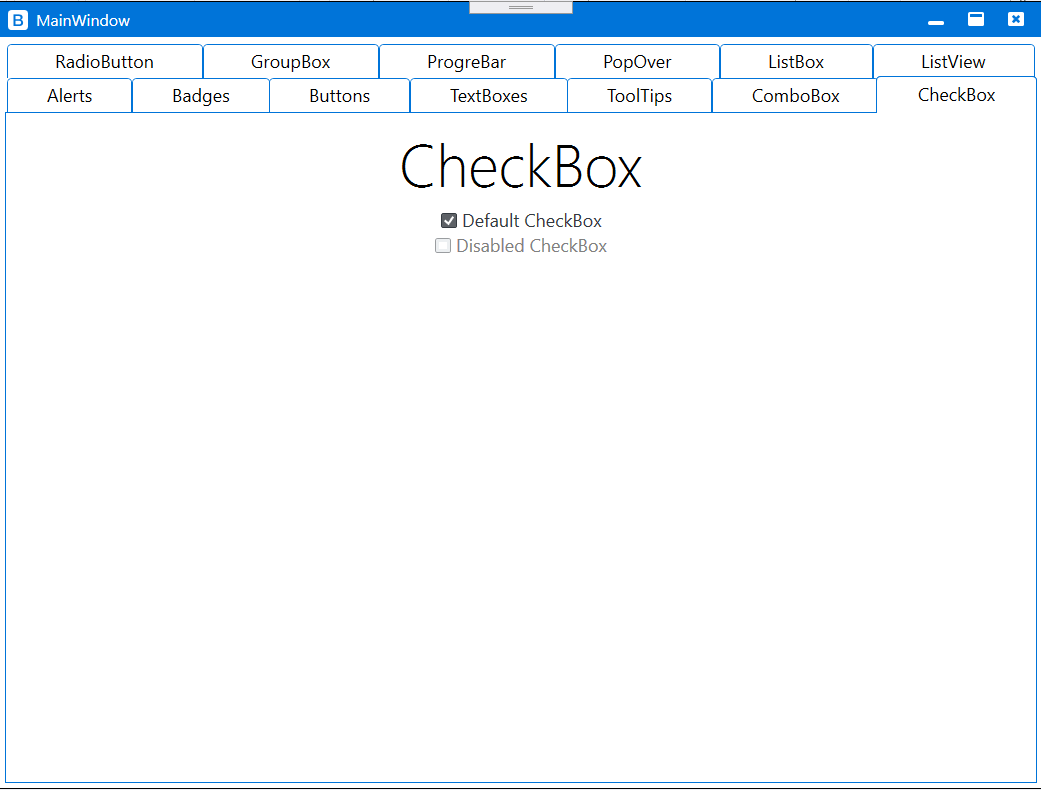 B MainWindow
RadioButton GroupBox ProgreBar PopOver ListBox ListView
Alerts Badges Buttons TextBoxes ToolTips ComboBox CheckBox
CheckBox
Default CheckBox
Disabled CheckBox